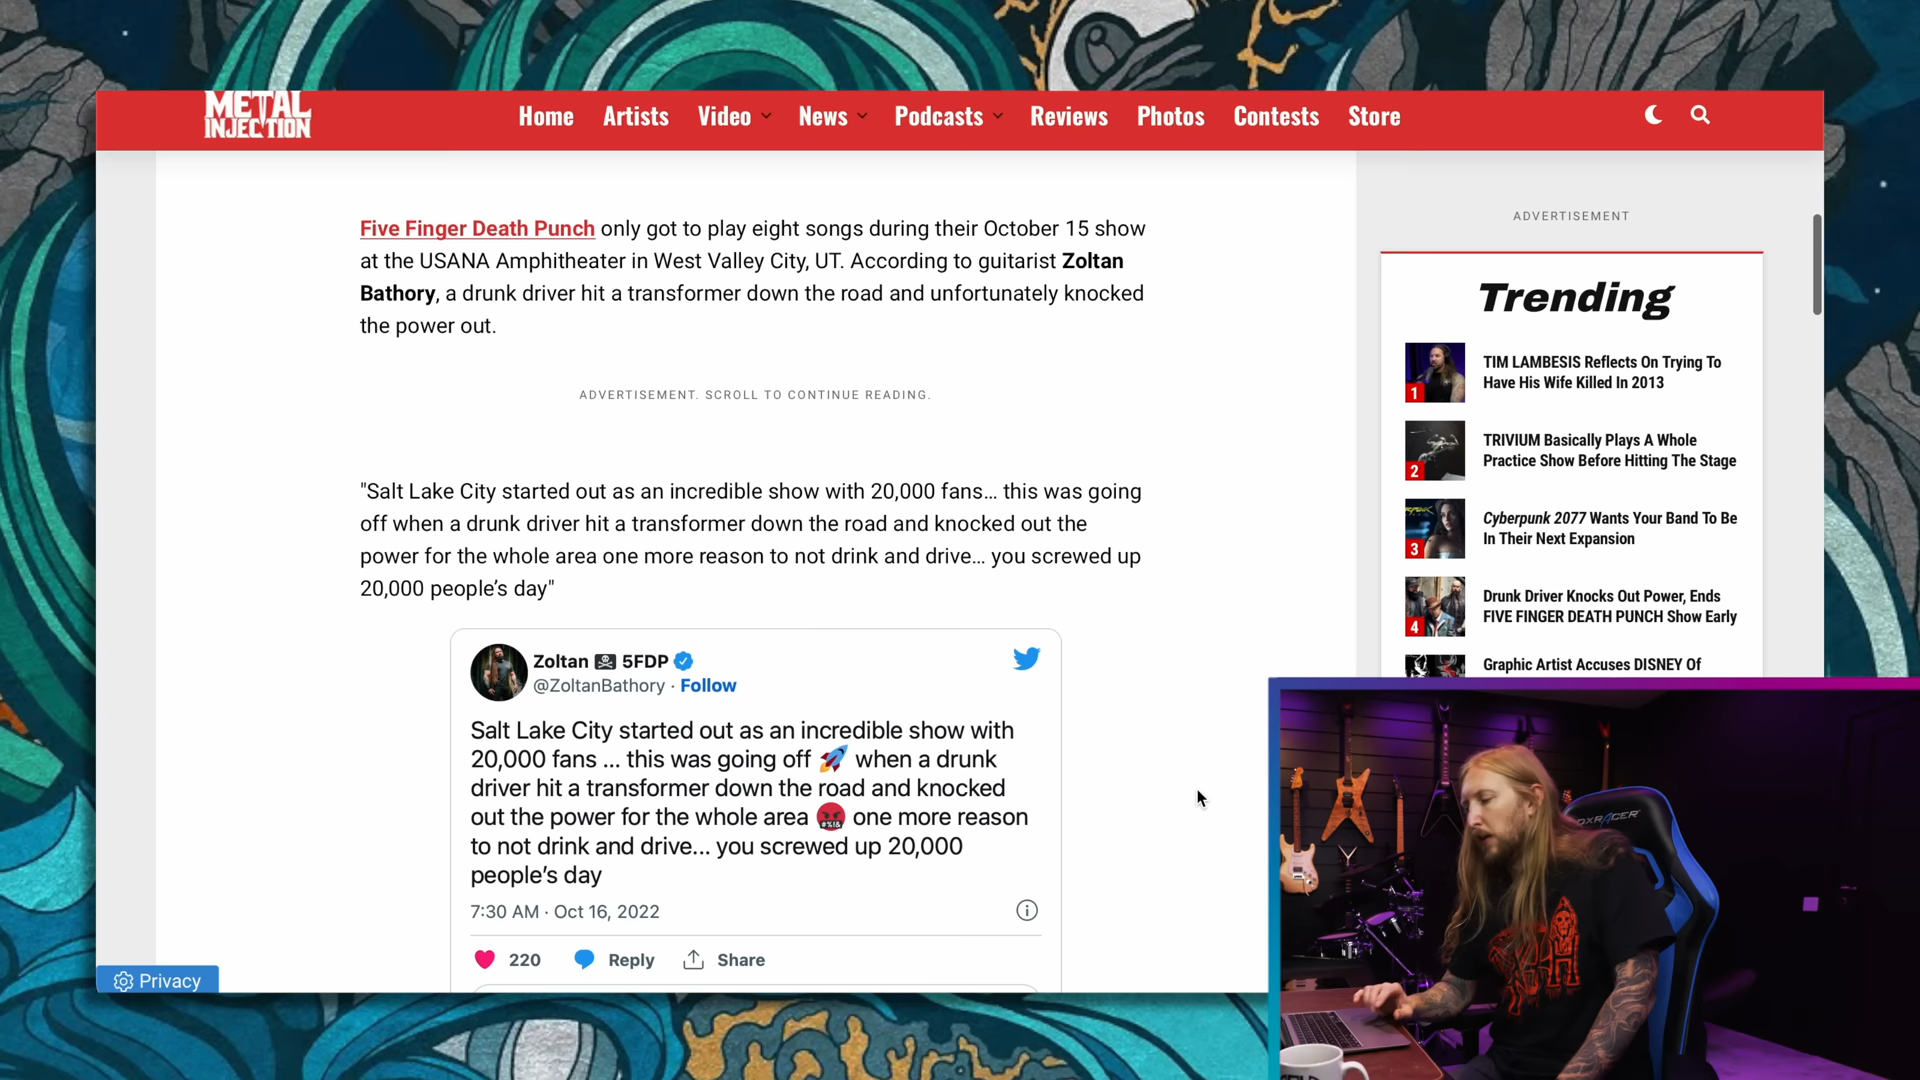 METAL
INJECTION
Home Artists Video News Podcasts Reviews Photos Contests Store
Five Finger Death Punch only got to play eight songs during their October 15 show
at the USANA Amphitheater in West Valley City, UT. According to guitarist Zoltan
Bathory, a drunk driver hit a transformer down the road and unfortunately knocked
the power out.
ADVERTISEMENT. SCROLL TO CONTINUE READING.
"Salt Lake City started out as an incredible show with 20,000 fans… this was going
off when a drunk driver hit a transformer down the road and knocked out the
power for the whole area one more reason to not drink and drive… you screwed up
20,000 people’s day"
Zoltan 5FDP
@ZoltanBathory · Follow
Salt Lake City started out as an incredible show with
20,000 fans … this was going off 🚀 when a drunk
driver hit a transformer down the road and knocked
out the power for the whole area 🤬 one more reason
to not drink and drive… you screwed up 20,000
people’s day
7:30 AM · Oct 16, 2022
220 Reply Share
Privacy
ADVERTISEMENT
Trending
1
TIM LAMBESIS Reflects On Trying To
Have His Wife Killed In 2013
2
TRIVIUM Basically Plays A Whole
Practice Show Before Hitting The Stage
3
Cyberpunk 2077 Wants Your Band To Be
In Their Next Expansion
4
Drunk Driver Knocks Out Power, Ends
FIVE FINGER DEATH PUNCH Show Early
Graphic Artist Accuses DISNEY Of
DXRACER